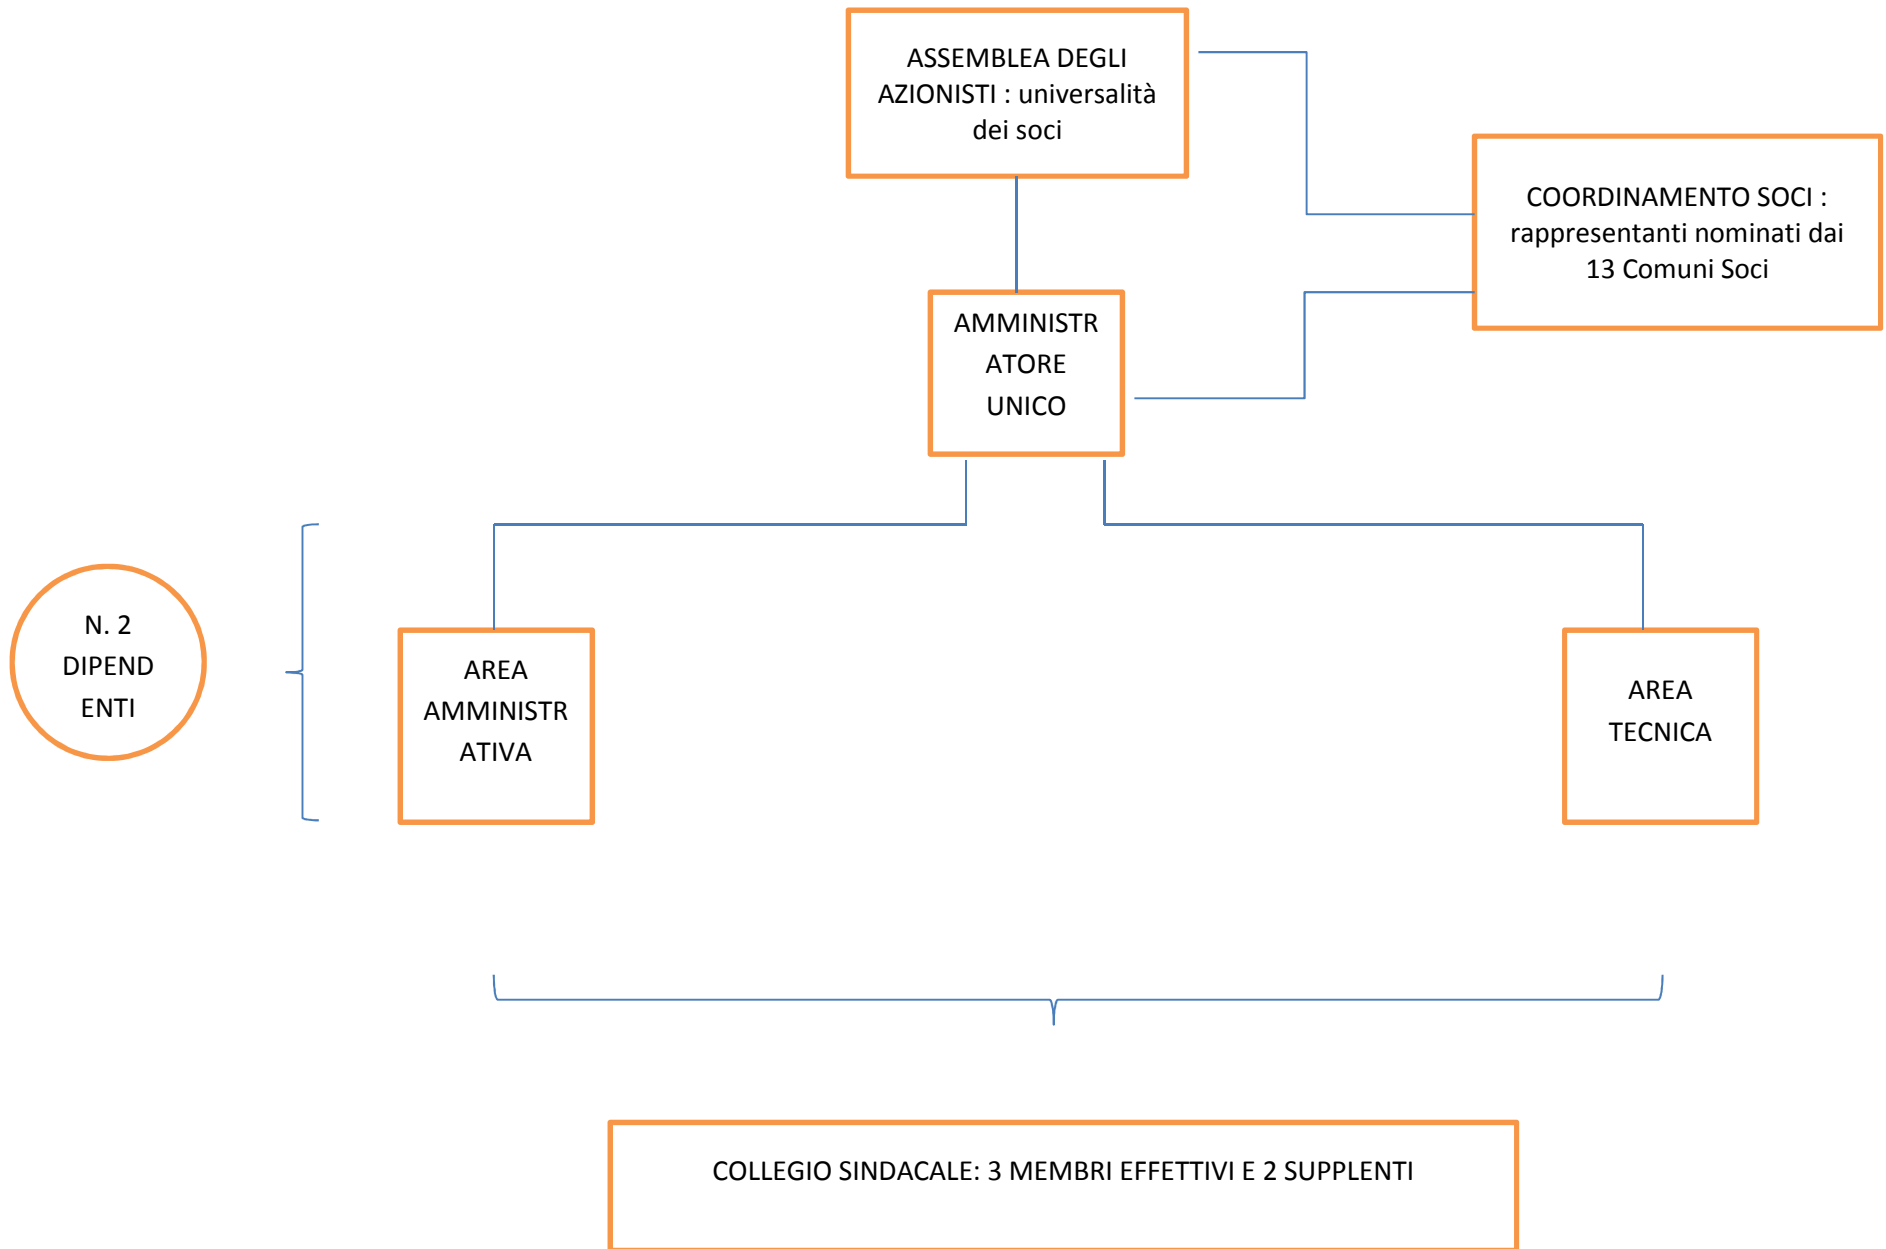 ASSEMBLEA DEGLI
AZIONISTI : universalità
dei soci
COORDINAMENTO SOCI :
rappresentanti nominati dai
13 Comuni Soci
AMMINISTR
ATORE
UNICO
N. 2
DIPEND
ENTI
AREA
AMMINISTR
ATIVA
AREA
TECNICA
COLLEGIO SINDACALE: 3 MEMBRI EFFETTIVI E 2 SUPPLENTI